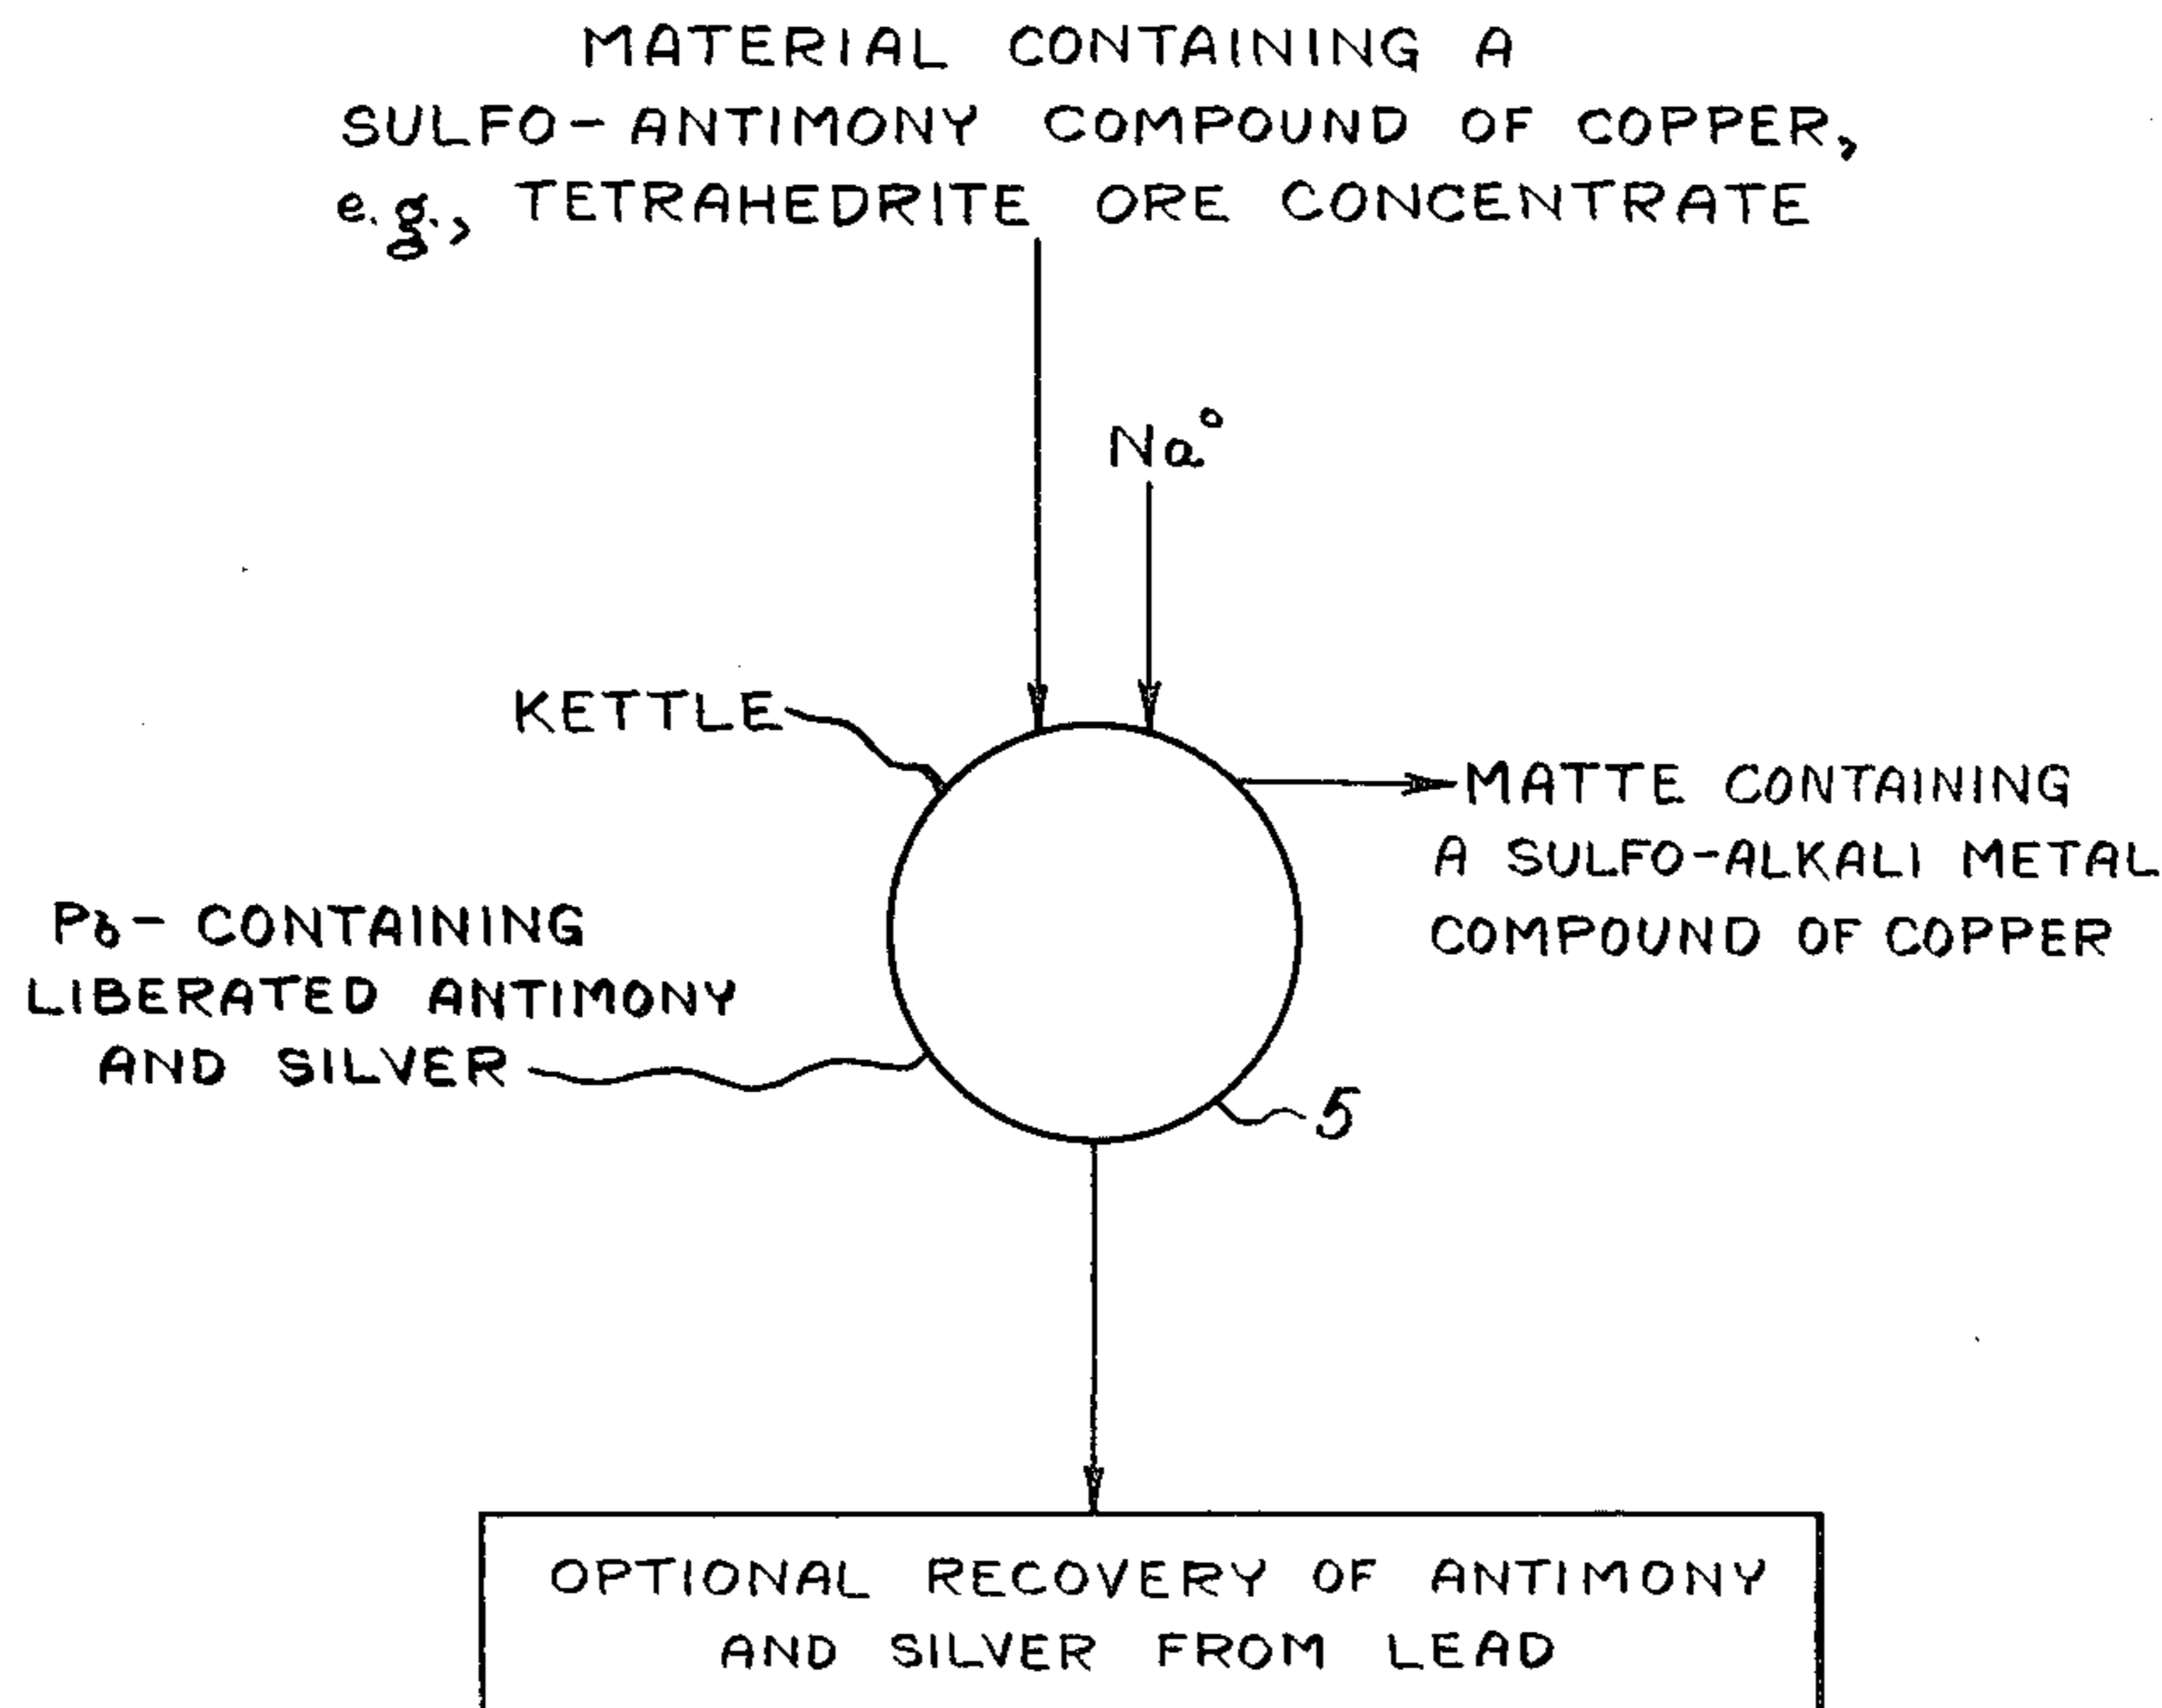 MATERIAL CONTAINING A
SULFO-ANTIMONY COMPOUND OF COPPER,
e.g., TETRAHEDRITE ORE CONCENTRATE
Na°
KETTLE
MATTE CONTAINING
A SULFO-ALKALI METAL
COMPOUND OF COPPER
Pb- CONTAINING
LIBERATED ANTIMONY
AND SILVER
5
OPTIONAL RECOVERY OF ANTIMONY
AND SILVER FROM LEAD